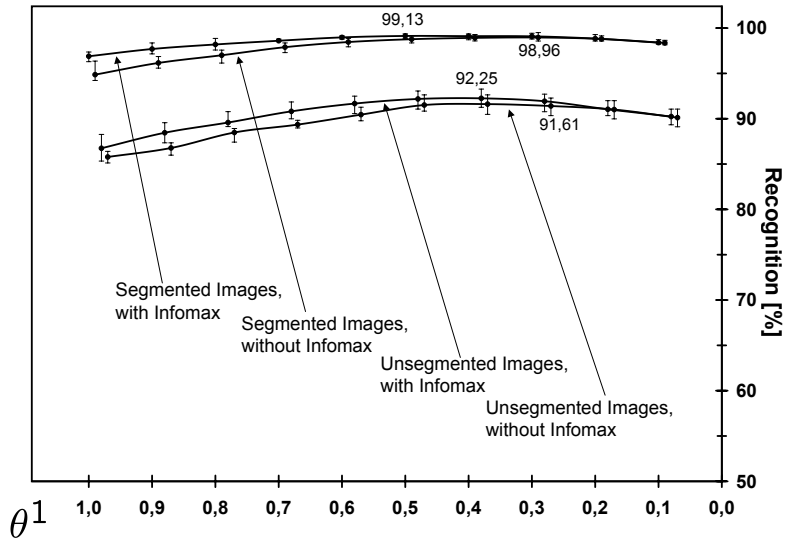 99,13
98,96
92,25
91,61
100
90
80
70
60
50
Recognition [%]
Segmented Images,
with Infomax
Segmented Images,
without Infomax
Unsegmented Images,
with Infomax
Unsegmented Images,
without Infomax
θ1 1,0 0,9 0,8 0,7 0,6 0,5 0,4 0,3 0,2 0,1 0,0